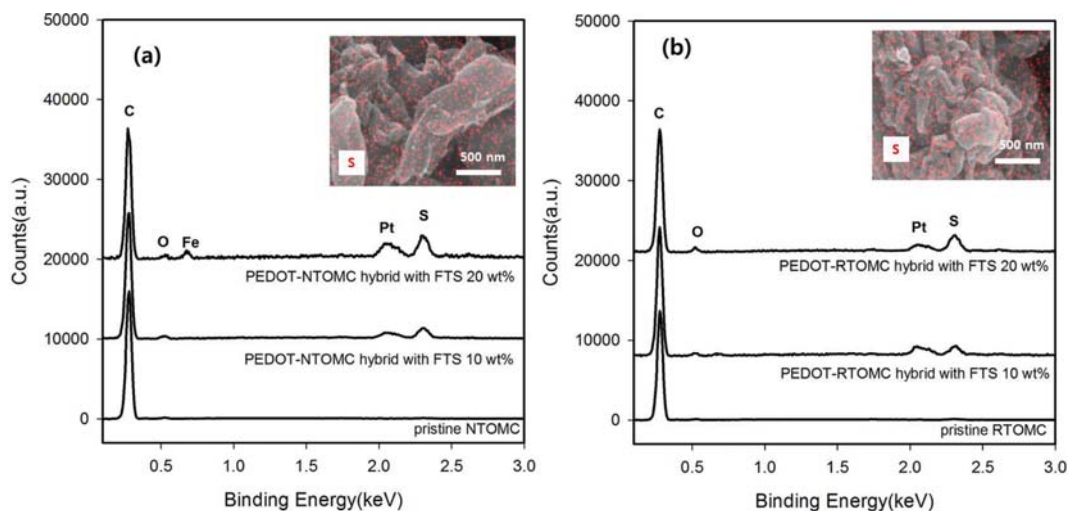 (a)
50000
40000
30000
20000
10000
0
Counts(a.u.)
C
O
Fe
Pt
S
S
500 nm
PEDOT-NTOMC hybrid with FTS 20 wt%
PEDOT-NTOMC hybrid with FTS 10 wt%
pristine NTOMC
0.5 1.0 1.5 2.0 2.5 3.0
Binding Energy(keV)
(b)
50000
40000
30000
20000
10000
0
Counts(a.u.)
C
O
Pt
S
S
500 nm
PEDOT-RTOMC hybrid with FTS 20 wt%
PEDOT-RTOMC hybrid with FTS 10 wt%
pristine RTOMC
0.5 1.0 1.5 2.0 2.5 3.0
Binding Energy(keV)